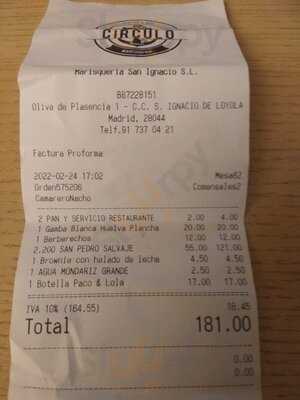 CIRCULO
Marisquería San Ignacio S.L.
B87228151
Oliva de Plasencia 1 - C.C. S. IGNACIO DE LOYOLA
Madrid, 28044
Telf.91 737 04 21
Factura Proforma
2022-02-24 17:02 Mesa62
Orden575206 Comensales2
CamareroNacho
2 PAN Y SERVICIO RESTAURANTE 2.00 4.00
1 Gamba Blanca Huelva Plancha 20.00 20.00
1 Berberechos 12.00 12.00
2.200 SAN PEDRO SALVAJE 55.00 121.00
1 Brownie con helado de leche 4.50 4.50
1 AGUA MONDARIZ GRANDE 2.50 2.50
1 Botella Paco & Lola 17.00 17.00
IVA 10% (164.55) 16.45
Total 181.00
0.00
0.00